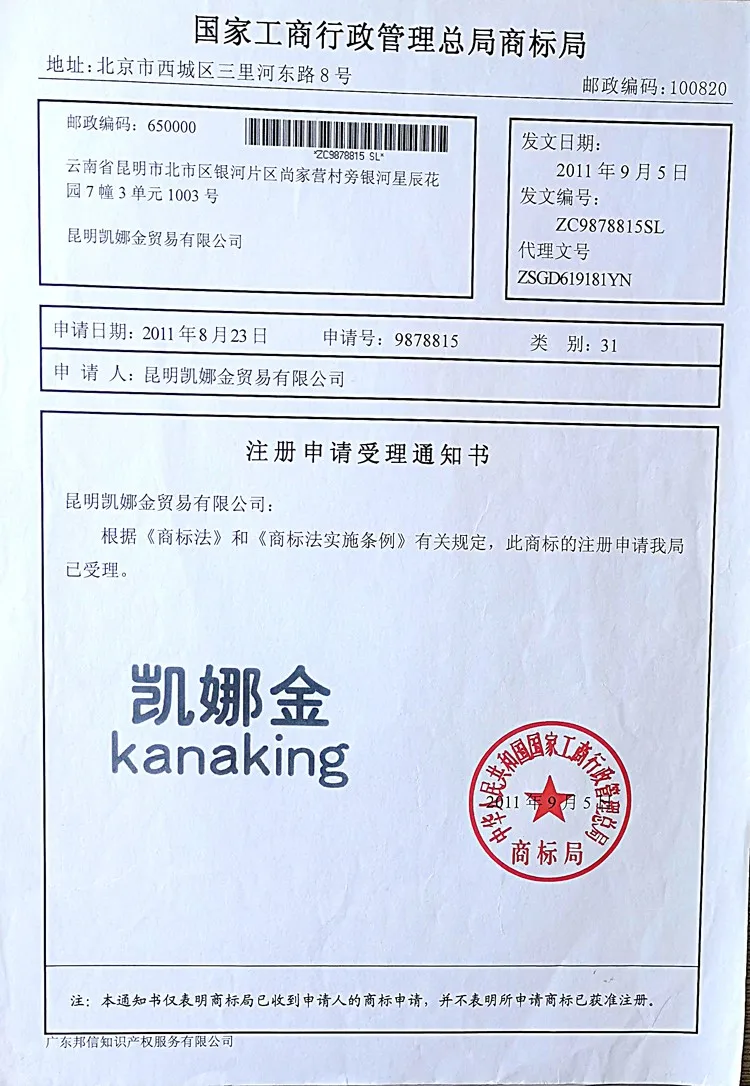 国家工商行政管理总局商标局
地址:北京市西城区三里河东路8号
邮政编码:100820
邮政编码: 650000
*ZC9878815 SL*
云南省昆明市北市区银河片区尚家营村旁银河星辰花
园7幢3单元1003号
昆明凯娜金贸易有限公司
发文日期:
2011年9月5日
发文编号:
ZC9878815SL
代理文号
ZSGD619181YN
申请日期: 2011年8月23日 申请号: 9878815 类 别: 31
申 请 人: 昆明凯娜金贸易有限公司
注册申请受理通知书
昆明凯娜金贸易有限公司:
根据《商标法》和《商标法实施条例》有关规定，此商标的注册申请我局
已受理。
凯娜金
kanaking
中华人民共和国国家工商行政管理总局
2011年9月5日
商标局
注: 本通知书仅表明商标局已收到申请人的商标申请，并不表明所申请商标已获准注册。
广东邦信知识产权服务有限公司